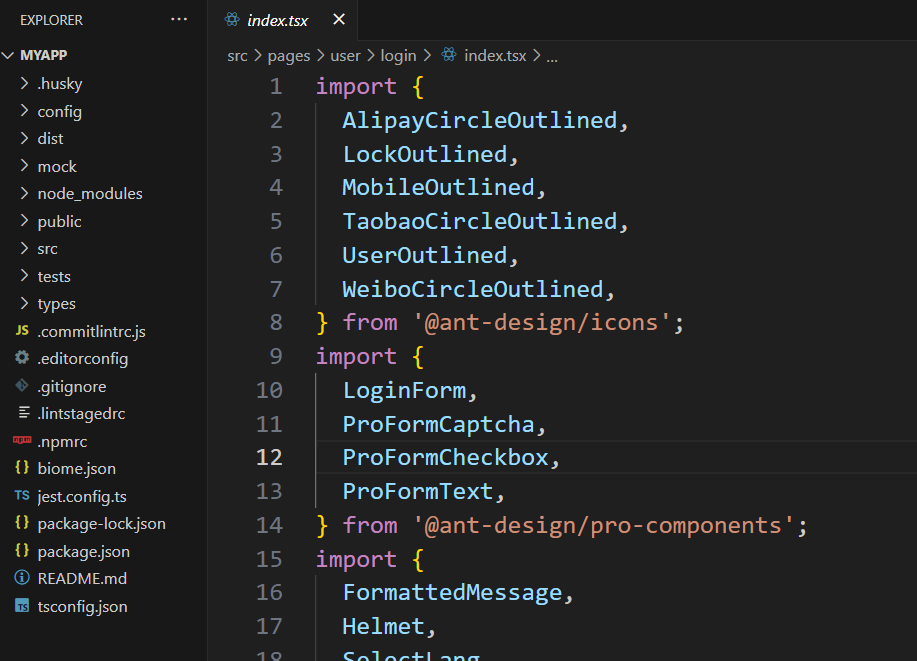 EXPLORER ...
MYAPP
.husky
config
dist
mock
node_modules
public
src
tests
types
JS .commitlintrc.js
.editorconfig
.gitignore
.lintstagedrc
npm .npmrc
{} biome.json
TS jest.config.ts
{} package-lock.json
{} package.json
README.md
TS tsconfig.json
index.tsx
src > pages > user > login > index.tsx > ...
1 import {
2 AlipayCircleOutlined,
3 LockOutlined,
4 MobileOutlined,
5 TaobaoCircleOutlined,
6 UserOutlined,
7 WeiboCircleOutlined,
8 } from '@ant-design/icons';
9 import {
10 LoginForm,
11 ProFormCaptcha,
12 ProFormCheckbox,
13 ProFormText,
14 } from '@ant-design/pro-components';
15 import {
16 FormattedMessage,
17 Helmet,
18 SelectLang